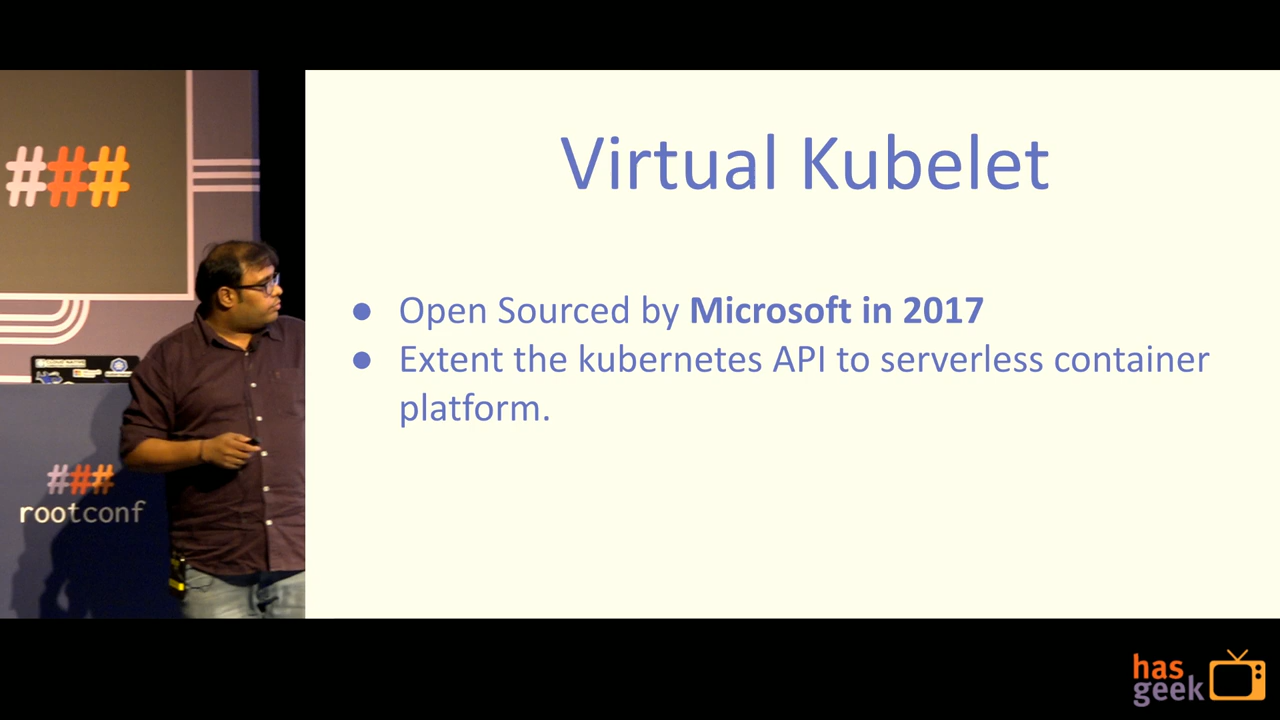 ###
###
rootconf
Virtual Kubelet
● Open Sourced by Microsoft in 2017
● Extent the kubernetes API to serverless container
platform.
has
geek